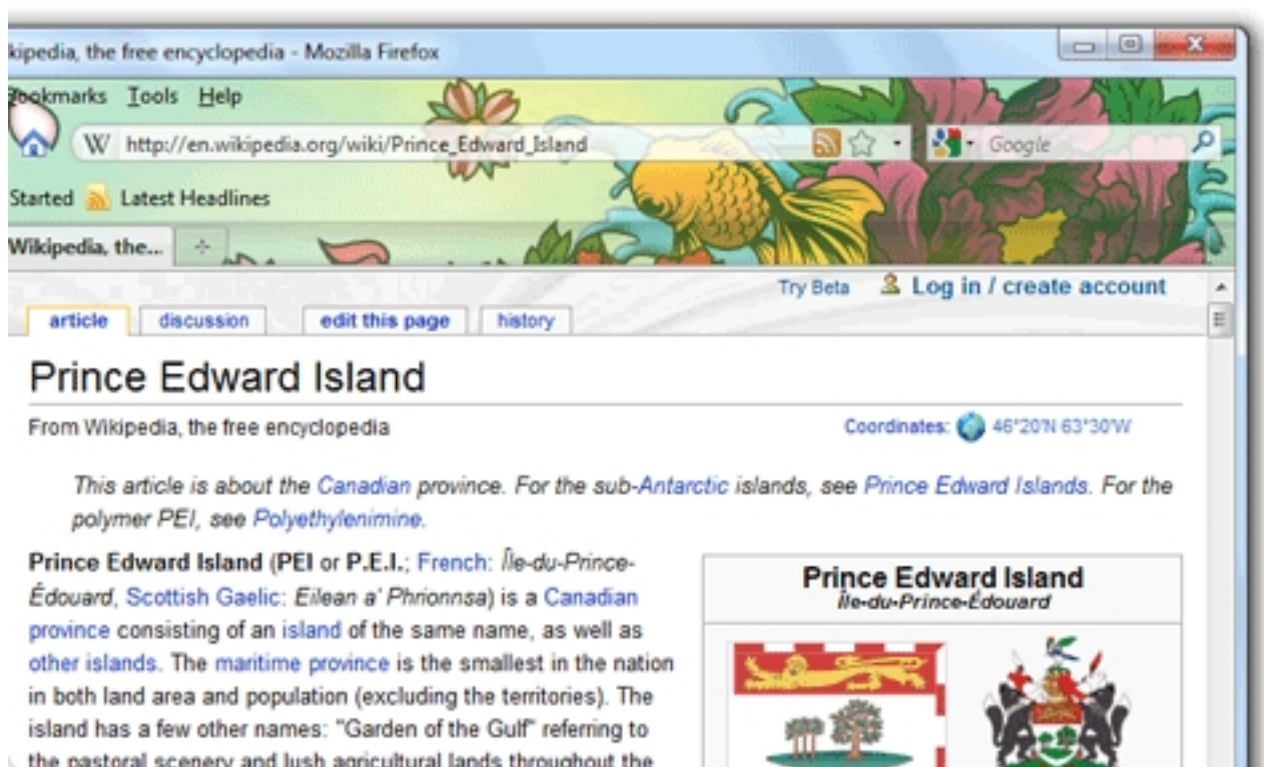 kipedia, the free encyclopedia - Mozilla Firefox
Bookmarks Tools Help
W http://en.wikipedia.org/wiki/Prince_Edward_Island Google
Started Latest Headlines
Wikipedia, the...
Try Beta Log in / create account
article discussion edit this page history
Prince Edward Island
From Wikipedia, the free encyclopedia Coordinates: 46°20'N 63°30'W
This article is about the Canadian province. For the sub-Antarctic islands, see Prince Edward Islands. For the
polymer PEI, see Polyethylenimine.
Prince Edward Island (PEI or P.E.I.; French: Île-du-Prince-
Édouard, Scottish Gaelic: Eilean a' Phrionnsa) is a Canadian
province consisting of an island of the same name, as well as
other islands. The maritime province is the smallest in the nation
in both land area and population (excluding the territories). The
island has a few other names: "Garden of the Gulf" referring to
the pastoral scenery and lush agricultural lands throughout the
Prince Edward Island
Île-du-Prince-Édouard